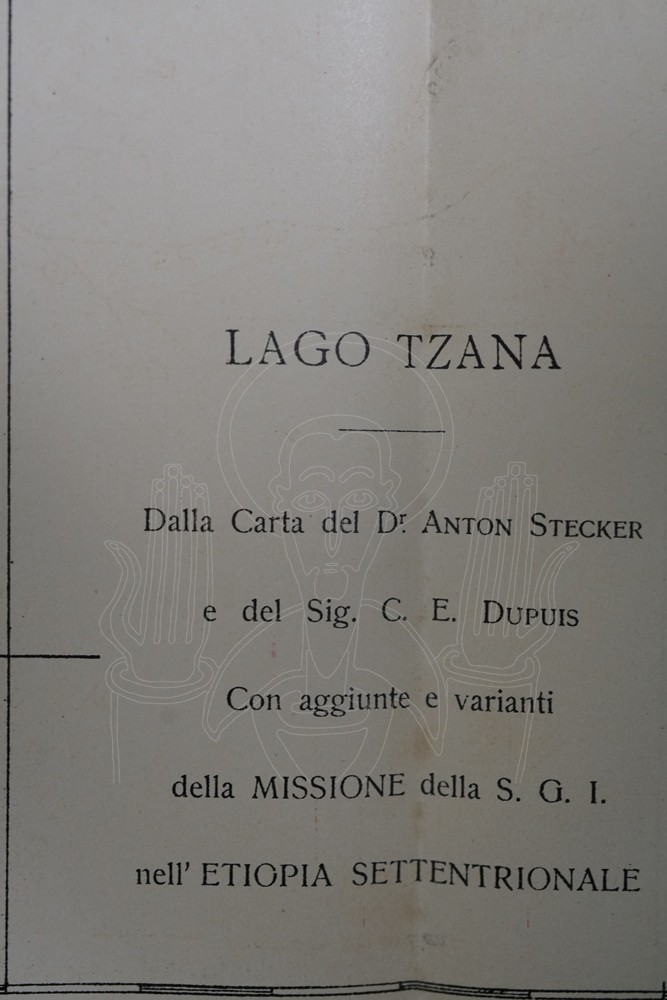 LAGO TZANA
Dalla Carta del Dr. ANTON STECKER
e del Sig. C. E. DUPUIS
Con aggiunte e varianti
della MISSIONE della S. G. I.
nell' ETIOPIA SETTENTRIONALE